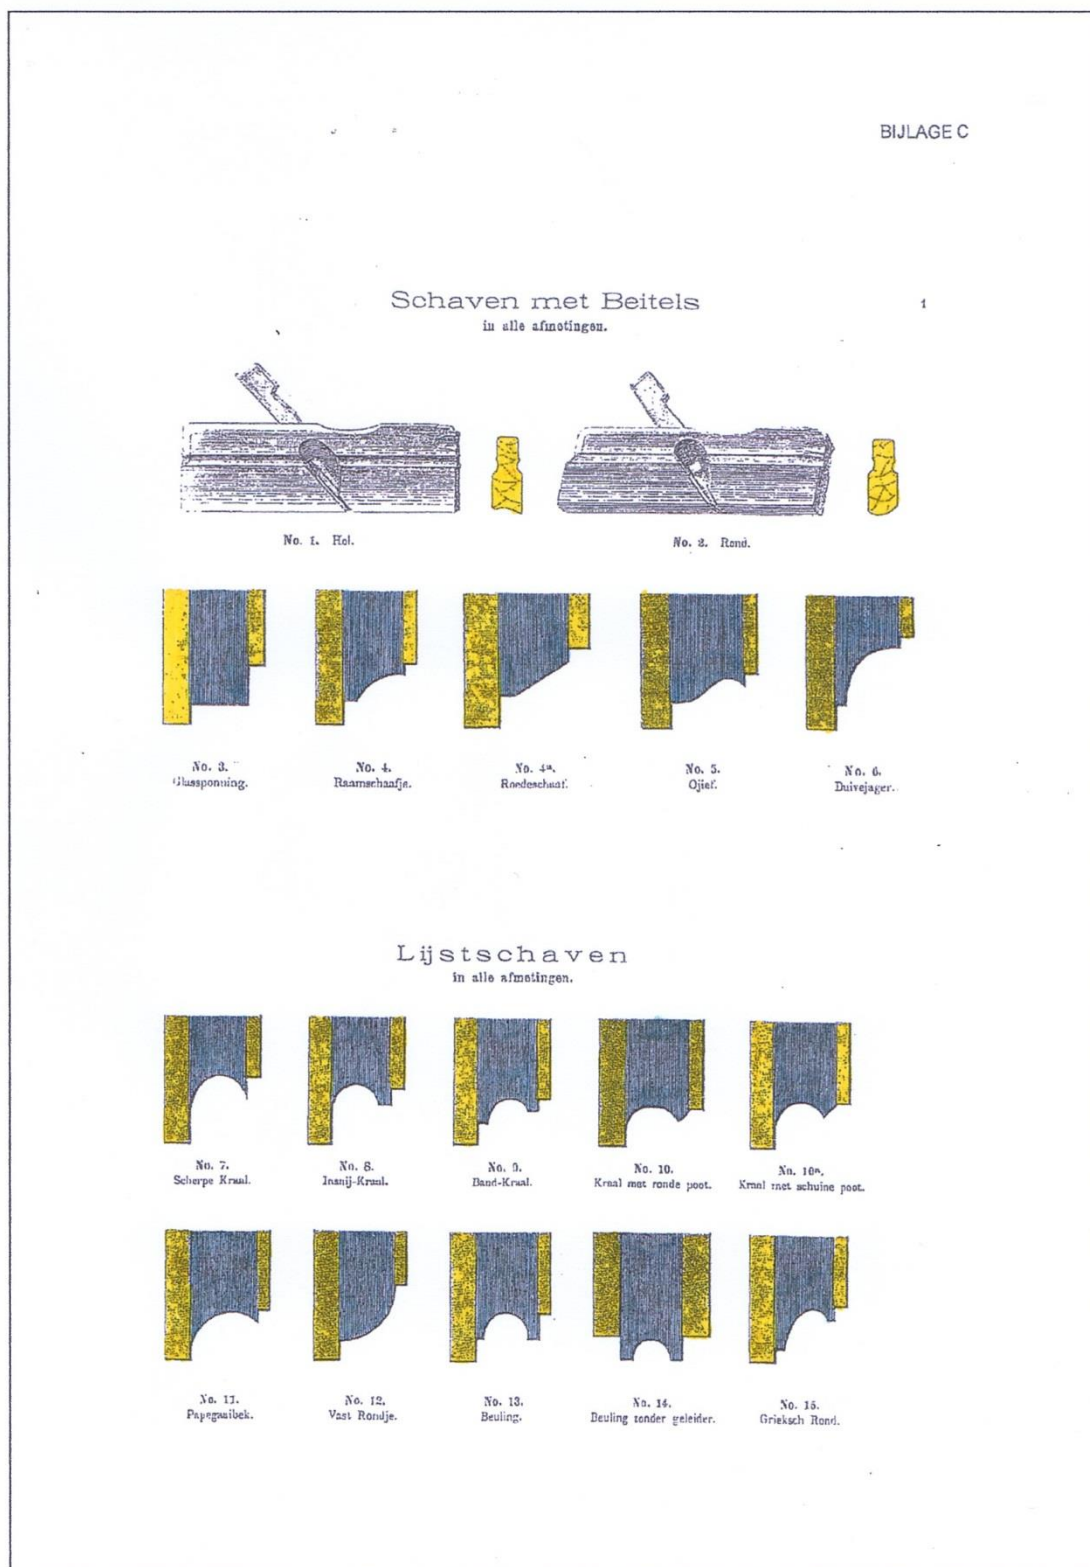 BIJLAGE C
Schaven met Beitels
1
in alle afmetingen.
No. 1. Hol.
No. 2. Rond.
No. 3.
Glassponning.
No. 4.
Raamschaafje.
No. 4a.
Roedeschaaf.
No. 5.
Ojief.
No. 6.
Duivejager.
Lijstschaven
in alle afmetingen.
No. 7.
Scherpe Kraal.
No. 8.
Insnij-Kraal.
No. 9.
Band-Kraal.
No. 10.
Kraal met ronde poot.
No. 10a.
Kraal met schuine poot.
No. 11.
Papegaaibek.
No. 12.
Vast Rondje.
No. 13.
Beuling.
No. 14.
Beuling zonder geleider.
No. 15.
Grieksch Rond.